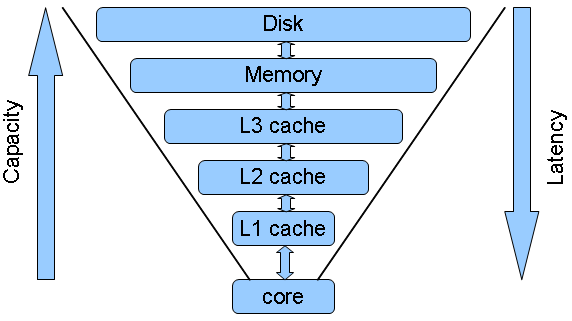 Disk
Memory
L3 cache
L2 cache
L1 cache
core
Capacity
Latency